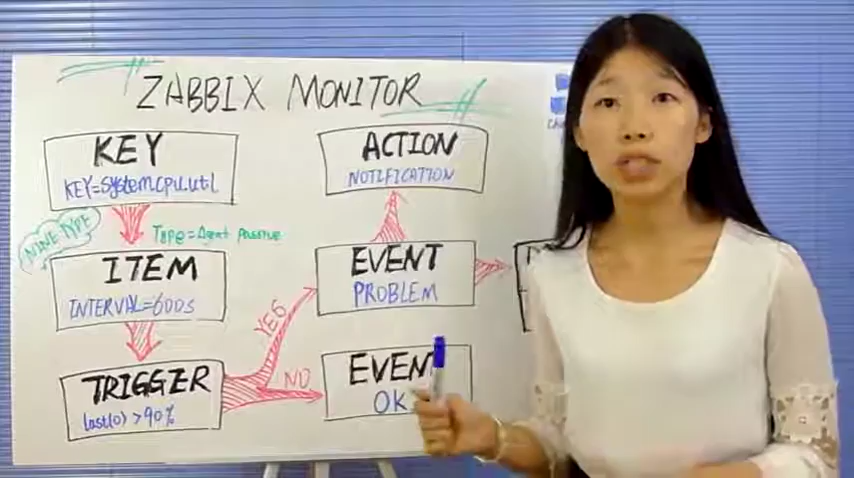 ZABBIX MONITOR
KEY
KEY=system.cpu.utl
NINE TYPE
Type=Agent passive
ITEM
INTERVAL=600s
TRIGGER
last(0) >90%
YES
NO
ACTION
NOTIFICATION
EVENT
PROBLEM
EVENT
OK